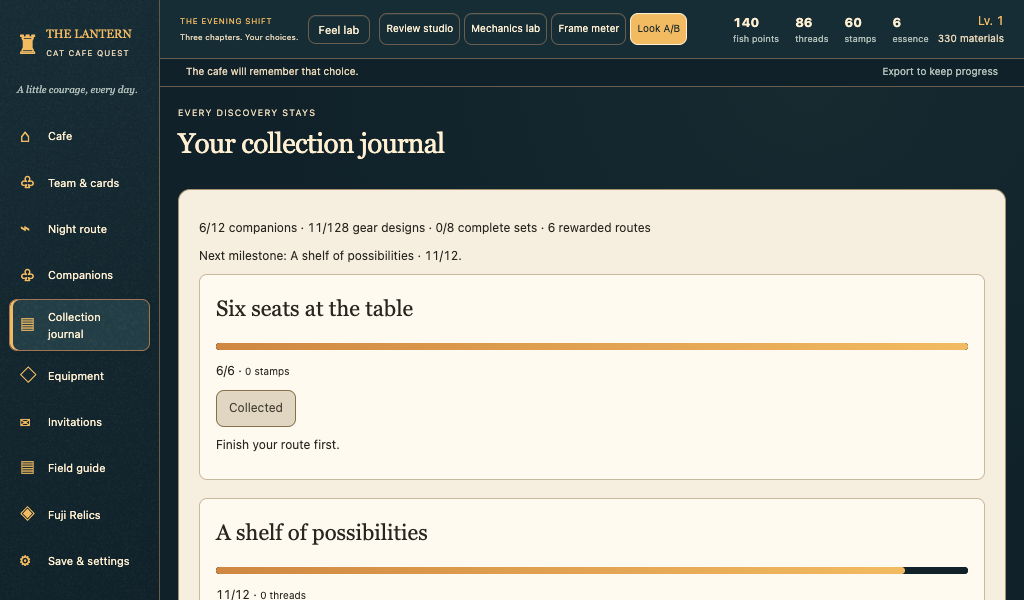 THE LANTERN
CAT CAFE QUEST
A little courage, every day.
Cafe
Team & cards
Night route
Companions
Collection
journal
Equipment
Invitations
Field guide
Fuji Relics
Save & settings
THE EVENING SHIFT
Three chapters. Your choices.
Feel lab
Review studio
Mechanics lab
Frame meter
Look A/B
140
fish points
86
threads
60
stamps
6
essence
Lv. 1
330 materials
The cafe will remember that choice.
Export to keep progress
EVERY DISCOVERY STAYS
Your collection journal
6/12 companions · 11/128 gear designs · 0/8 complete sets · 6 rewarded routes
Next milestone: A shelf of possibilities · 11/12.
Six seats at the table
6/6 · 0 stamps
Collected
Finish your route first.
A shelf of possibilities
11/12 · 0 threads